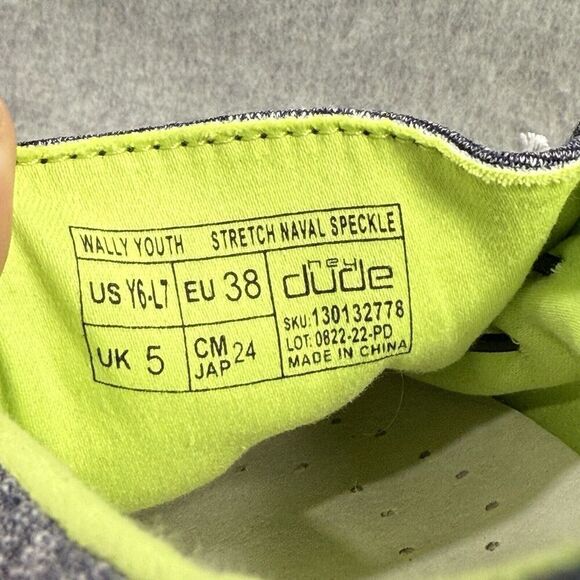 WALLY YOUTH STRETCH NAVAL SPECKLE
US Y6-L7 EU 38 hey dude
SKU:130132778
UK 5 CM JAP 24 LOT: 0822-22-PD
MADE IN CHINA